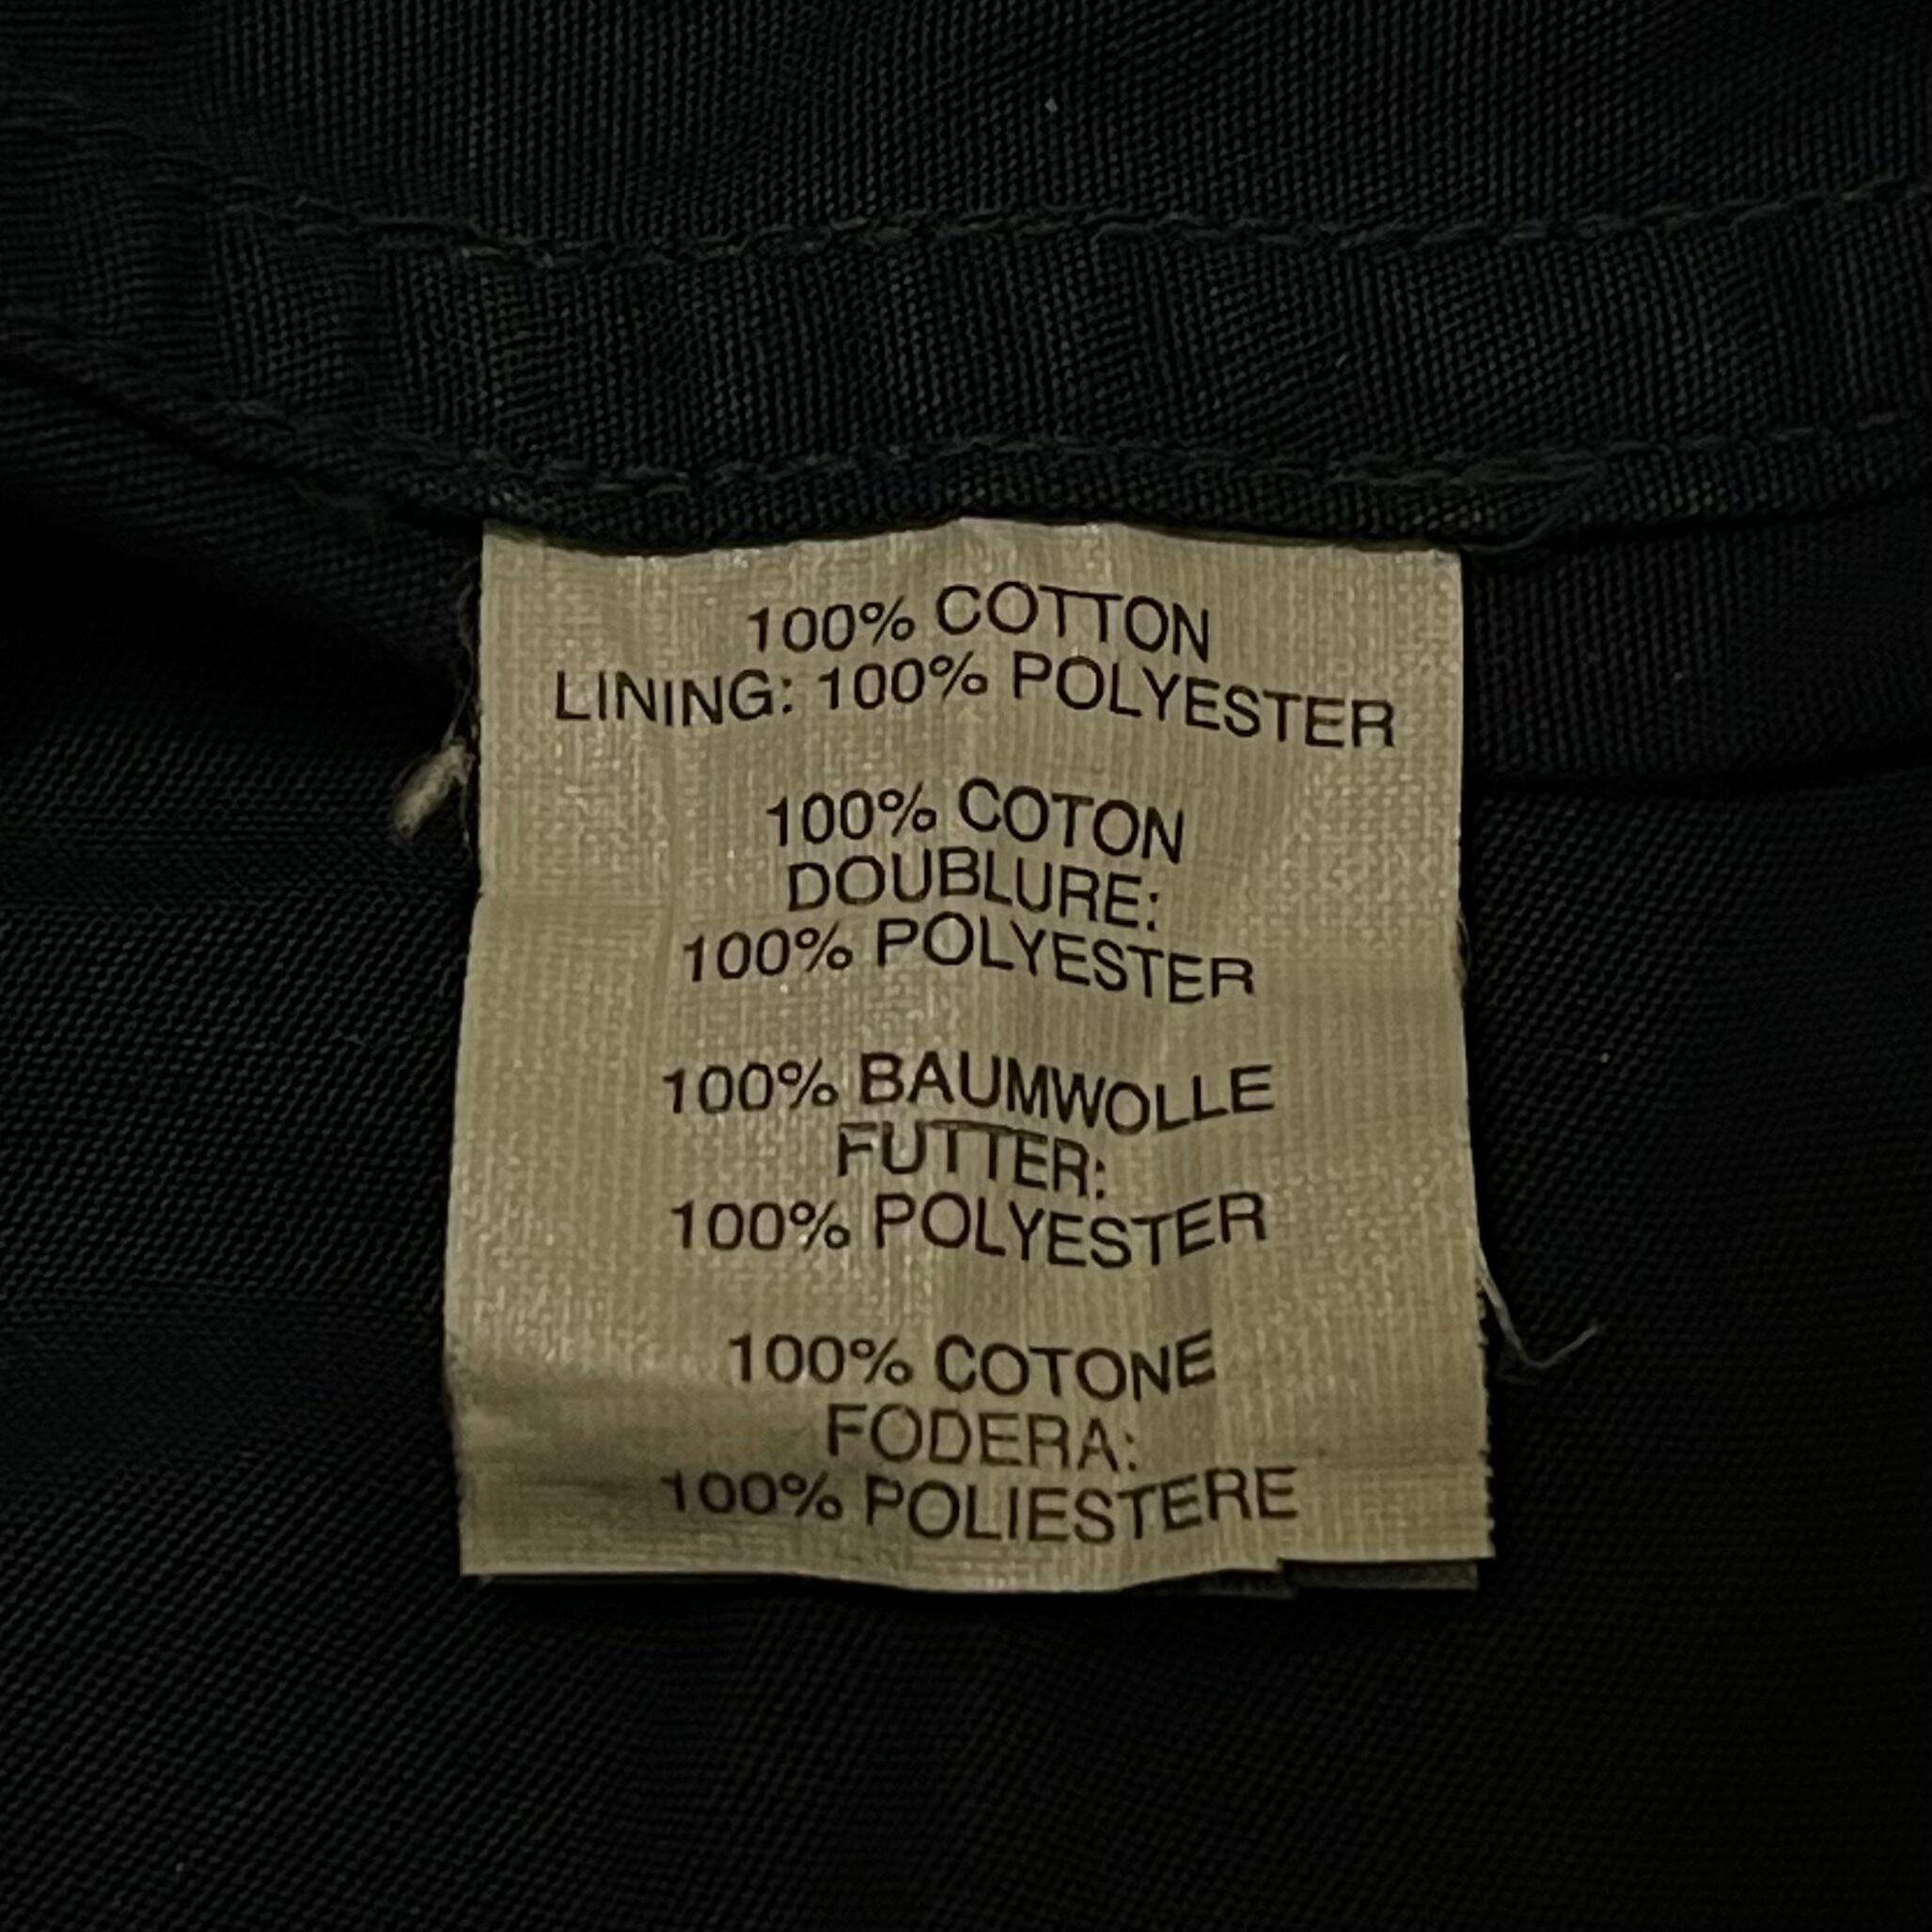 100% COTTON
LINING: 100% POLYESTER
100% COTON
DOUBLURE:
100% POLYESTER
100% BAUMWOLLE
FUTTER:
100% POLYESTER
100% COTONE
FODERA:
100% POLIESTERE